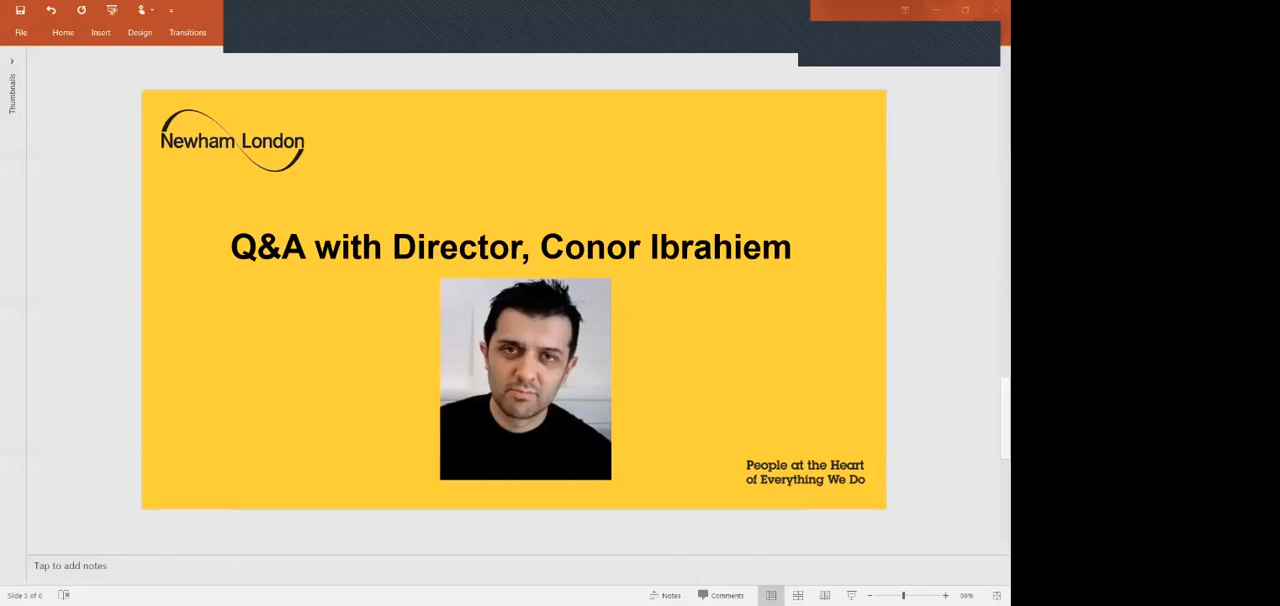 File Home Insert Design Transitions
Thumbnails
Newham London
Q&A with Director, Conor Ibrahiem
People at the Heart
of Everything We Do
Tap to add notes
Slide 5 of 6 Notes Comments 89%